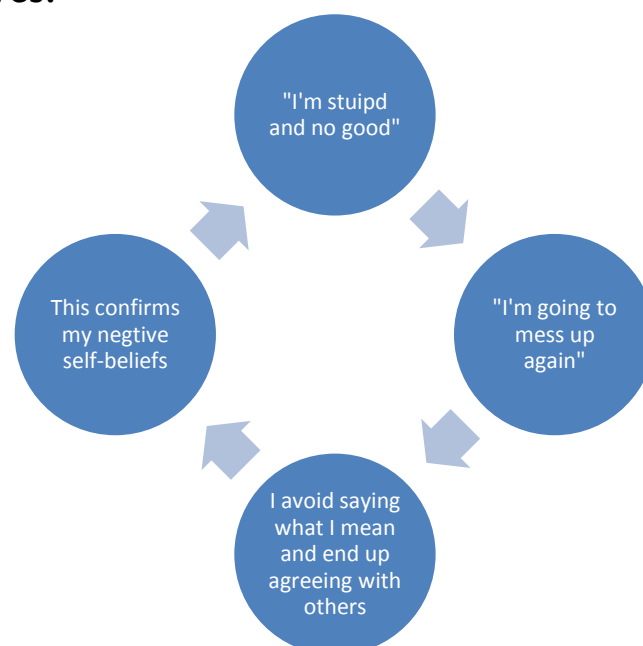 "I'm stuipd
and no good"
"I'm going to
mess up
again"
I avoid saying
what I mean
and end up
agreeing with
others
This confirms
my negtive
self-beliefs